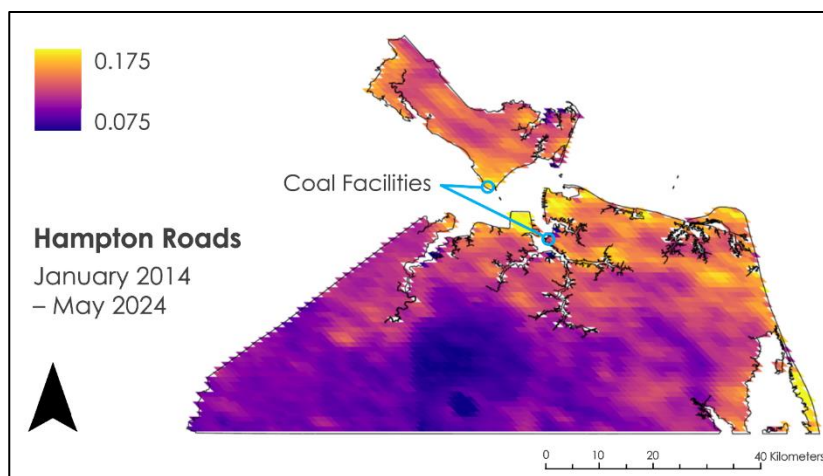 0.175
0.075
Coal Facilities
Hampton Roads
January 2014
– May 2024
0 10 20 40 Kilometers